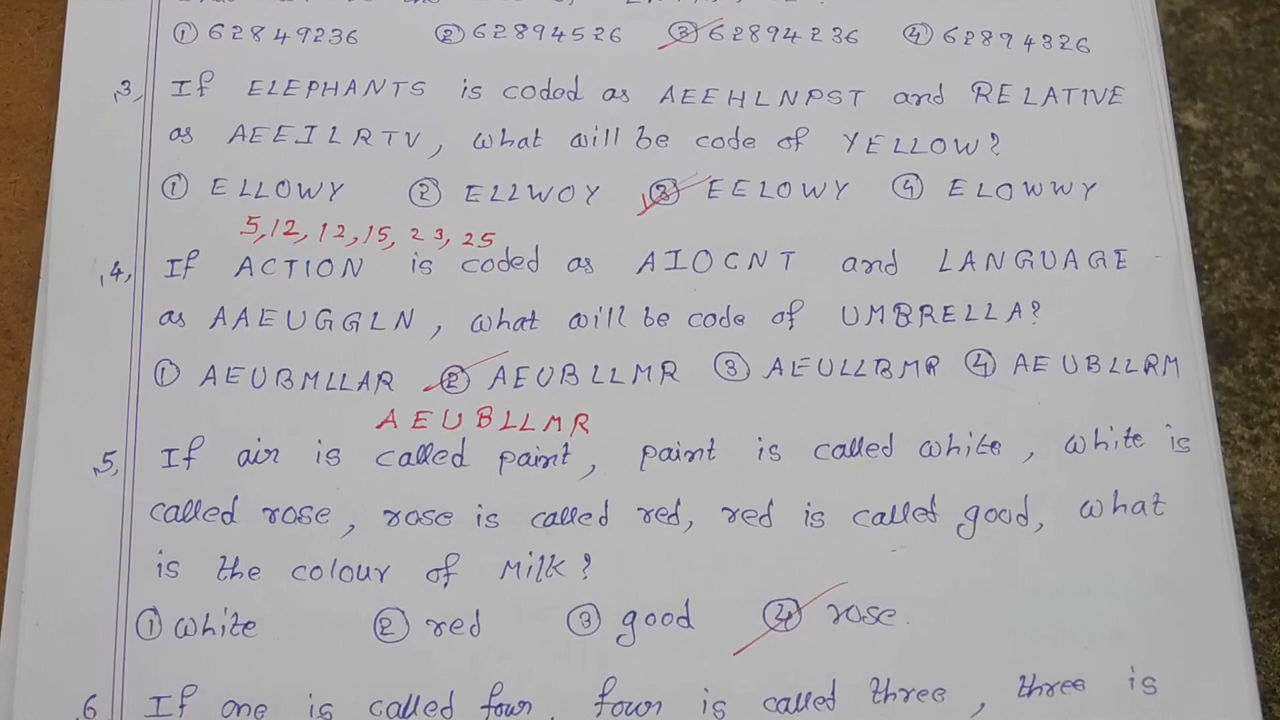 ① 62849236 ② 62894526 ③ 62894236 ④ 62894326
3, If ELEPHANTS is coded as AEEHLNPST and RELATIVE
as AEEILRTV, what will be code of YELLOW?
① ELLOWY ② ELLWOY ③ EELOWY ④ ELOWWY
5,12, 12,15, 23, 25
4, If ACTION is coded as AIOCNT and LANGUAGE
as AAEUGGLN, what will be code of UMBRELLA?
① AEUBMLLAR ② AEUBLLMR ③ AEULLBMR ④ AEUBLLRM
AEUBLLMR
5, If air is called paint, paint is called white, white is
called rose, rose is called red, red is called good, what
is the colour of Milk?
① white ② red ③ good ④ rose.
6 If one is called four, four is called three, three is